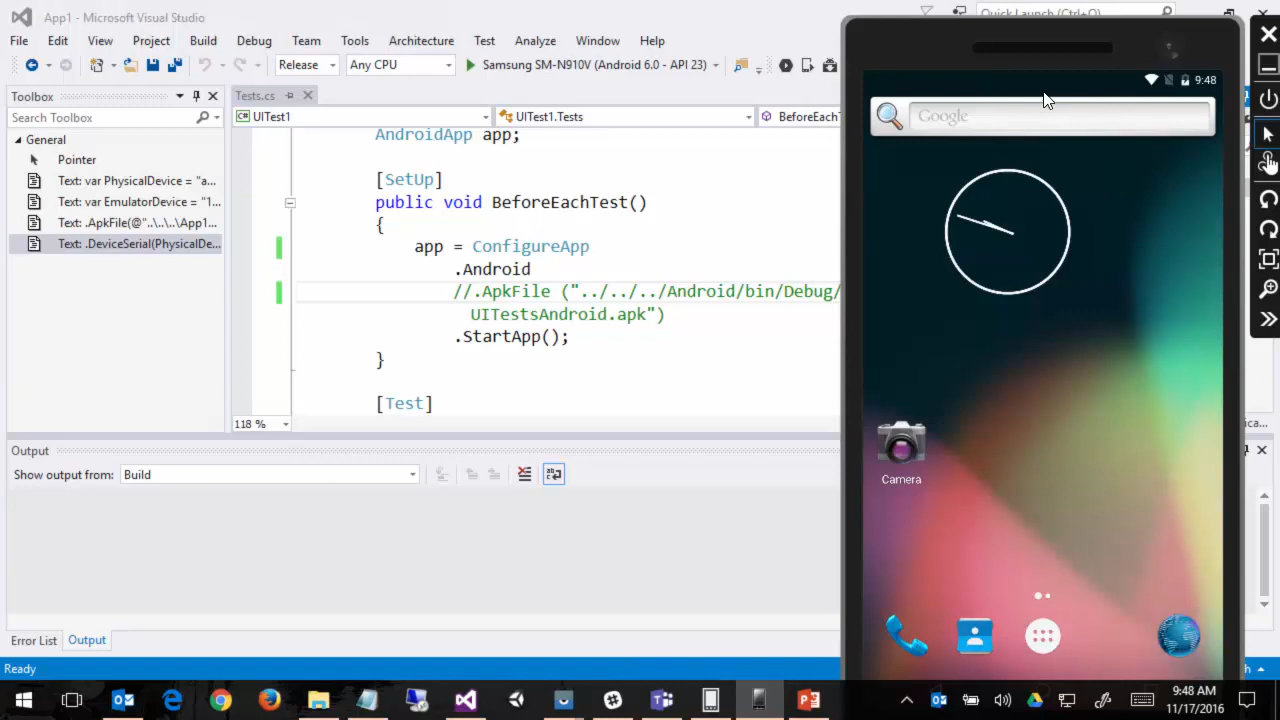 App1 - Microsoft Visual Studio
Quick Launch (Ctrl+Q)
File Edit View Project Build Debug Team Tools Architecture Test Analyze Window Help
Release Any CPU Samsung SM-N910V (Android 6.0 - API 23)
Toolbox
Search Toolbox
General
Pointer
Text: var PhysicalDevice = "a...
Text: var EmulatorDevice = "1...
Text: .ApkFile(@"..\..\..\App1...
Text: .DeviceSerial(PhysicalDe...
Tests.cs
UITest1 UITest1.Tests BeforeEachT
AndroidApp app;
[SetUp]
public void BeforeEachTest()
{
app = ConfigureApp
.Android
//.ApkFile ("../../../Android/bin/Debug/
UITestsAndroid.apk")
.StartApp();
}
[Test]
118 %
Output
Show output from: Build
Error List Output
Ready
9:48
Google
Camera
ica...
h
9:48 AM
11/17/2016